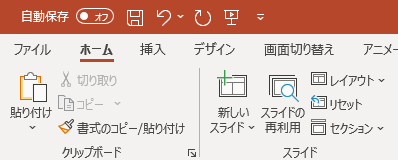 自動保存 オフ
ファイル ホーム 挿入 デザイン 画面切り替え アニメー
貼り付け
切り取り
コピー
書式のコピー/貼り付け
クリップボード
新しい
スライド
スライドの
再利用
レイアウト
リセット
セクション
スライド